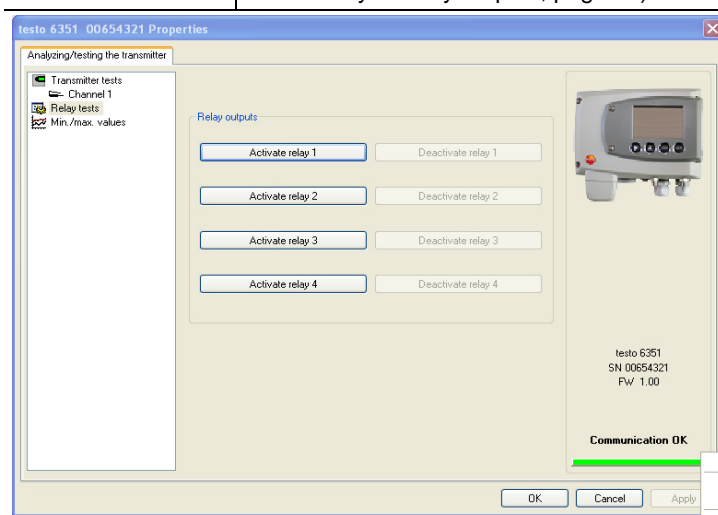 testo 6351 00654321 Properties
Analyzing/testing the transmitter
Transmitter tests
Channel 1
Relay tests
Min./max. values
Relay outputs
Activate relay 1 Deactivate relay 1
Activate relay 2 Deactivate relay 2
Activate relay 3 Deactivate relay 3
Activate relay 4 Deactivate relay 4
testo 6351
SN 00654321
FW 1.00
Communication OK
OK Cancel Apply